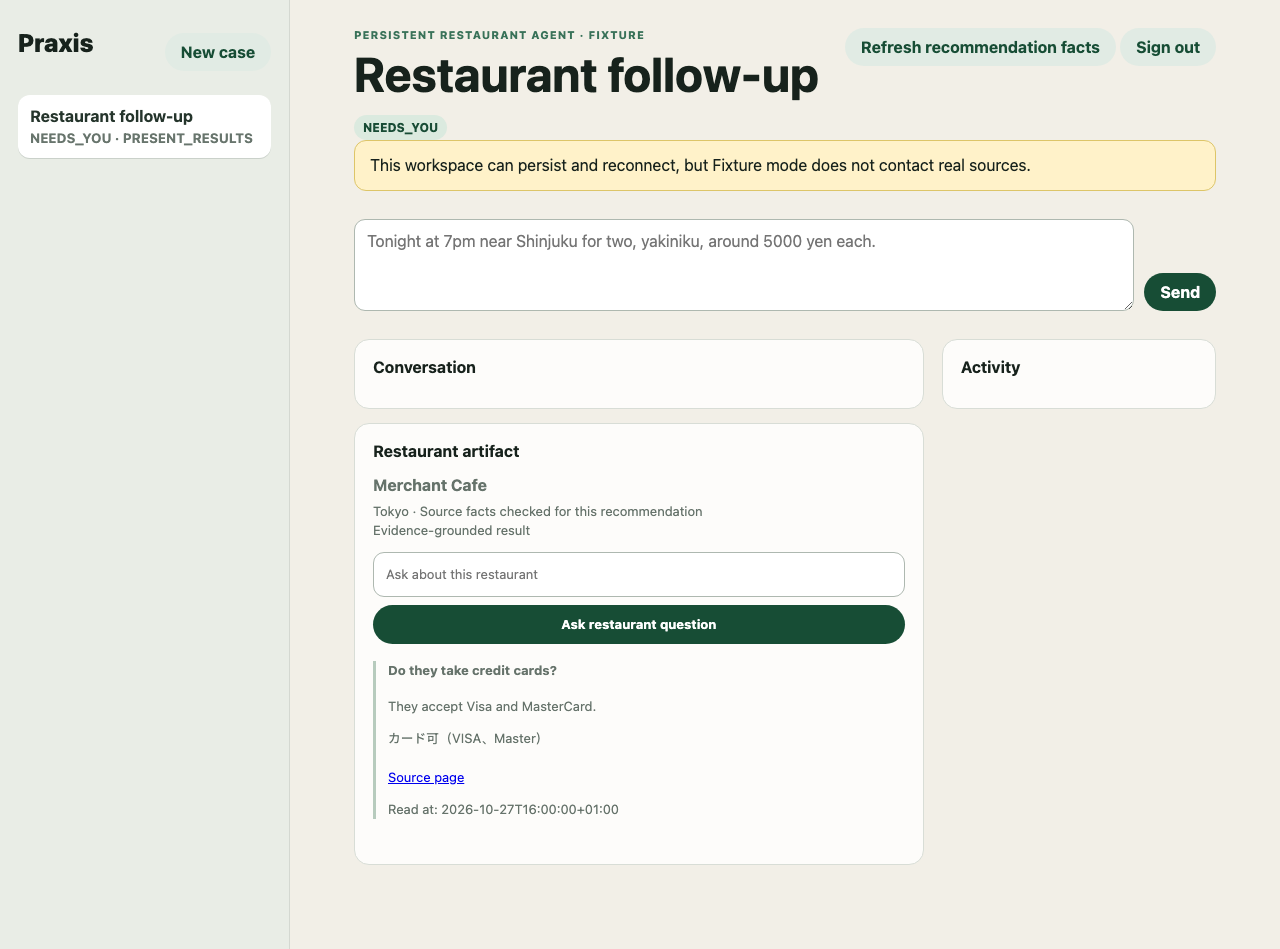 Praxis
New case
Restaurant follow-up
NEEDS_YOU · PRESENT_RESULTS
PERSISTENT RESTAURANT AGENT · FIXTURE
Restaurant follow-up
Refresh recommendation facts
Sign out
NEEDS_YOU
This workspace can persist and reconnect, but Fixture mode does not contact real sources.
Tonight at 7pm near Shinjuku for two, yakiniku, around 5000 yen each.
Send
Conversation
Activity
Restaurant artifact
Merchant Cafe
Tokyo · Source facts checked for this recommendation
Evidence-grounded result
Ask about this restaurant
Ask restaurant question
Do they take credit cards?
They accept Visa and MasterCard.
カード可（VISA、Master）
Source page
Read at: 2026-10-27T16:00:00+01:00